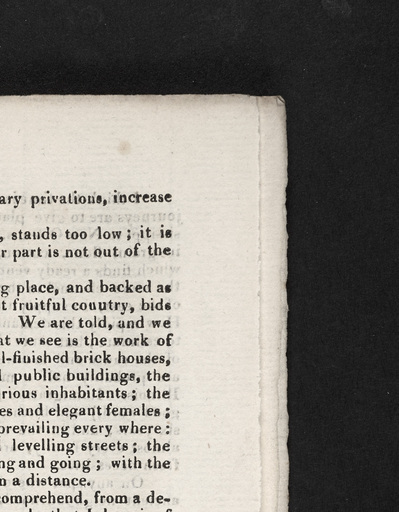 ary privations, increase
, stands too low; it is
r part is not out of the
g place, and backed as
t fruitful country, bids
We are told, and we
at we see is the work of
l-finished brick houses,
public buildings, the
rious inhabitants; the
es and elegant females;
prevailing every where:
levelling streets; the
ng and going; with the
n a distance.
comprehend, from a de-